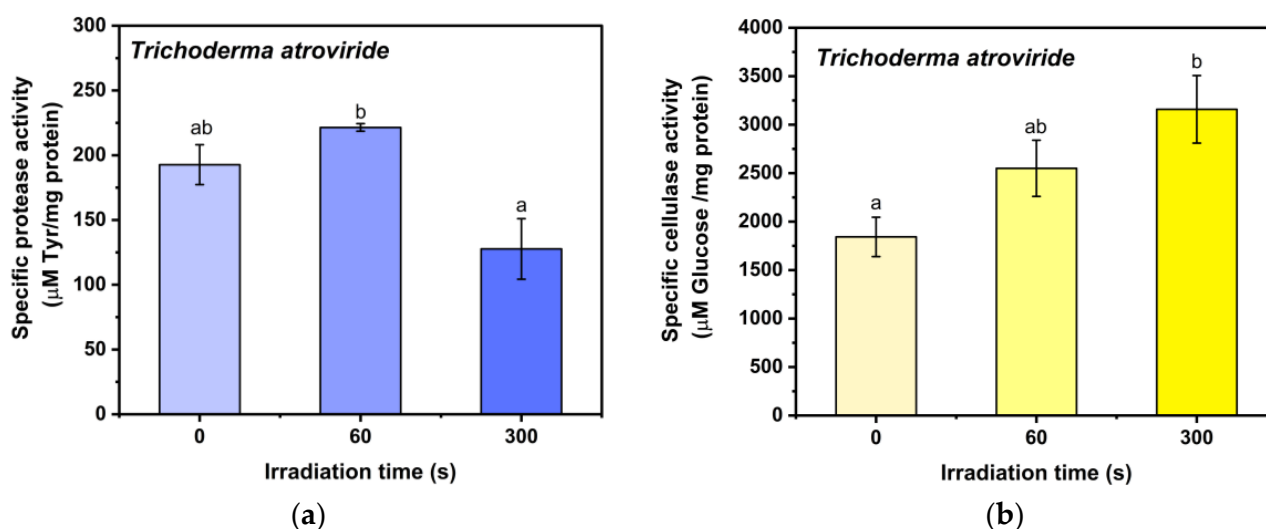 Trichoderma atroviride
Specific protease activity
(μM Tyr/mg protein)
300
250
200
150
100
50
0
ab
b
a
0
60
300
Irradiation time (s)
(a)
Trichoderma atroviride
Specific cellulase activity
(μM Glucose /mg protein)
4000
3500
3000
2500
2000
1500
1000
500
0
a
ab
b
0
60
300
Irradiation time (s)
(b)